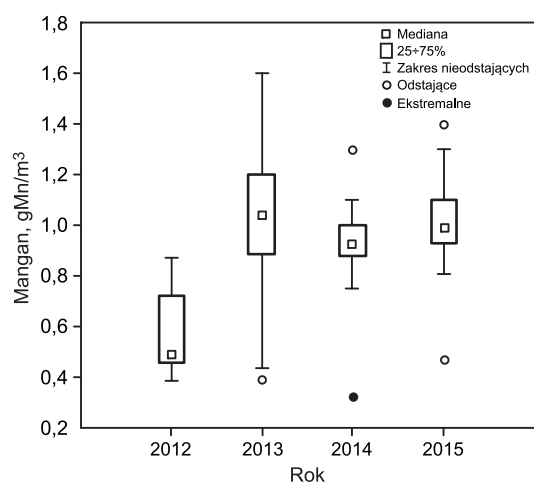 1,8
1,6
1,4
1,2
1,0
0,8
0,6
0,4
0,2
Mangan, gMn/m³
Mediana
25÷75%
Zakres nieodstających
Odstające
Ekstremalne
2012 2013 2014 2015
Rok